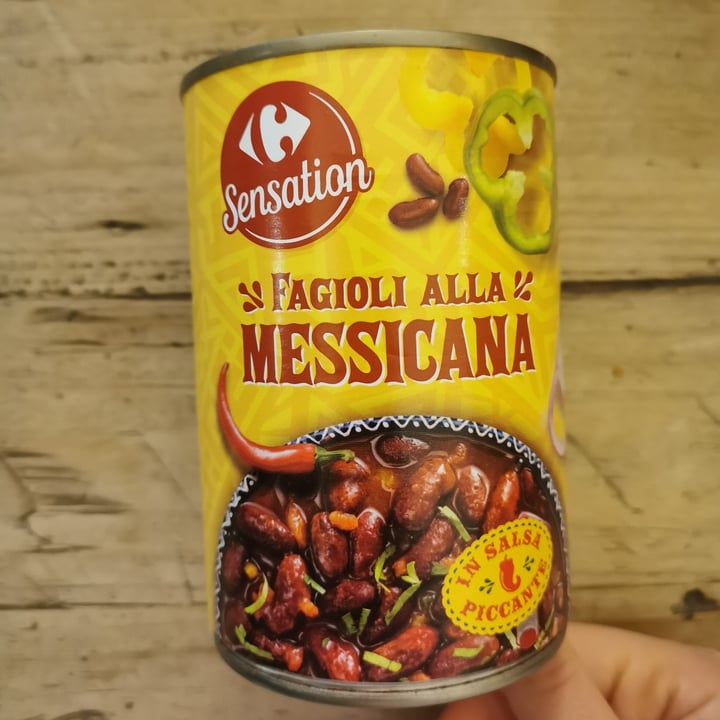 Sensation
FAGIOLI ALLA
MESSICANA
IN SALSA
PICCANTE